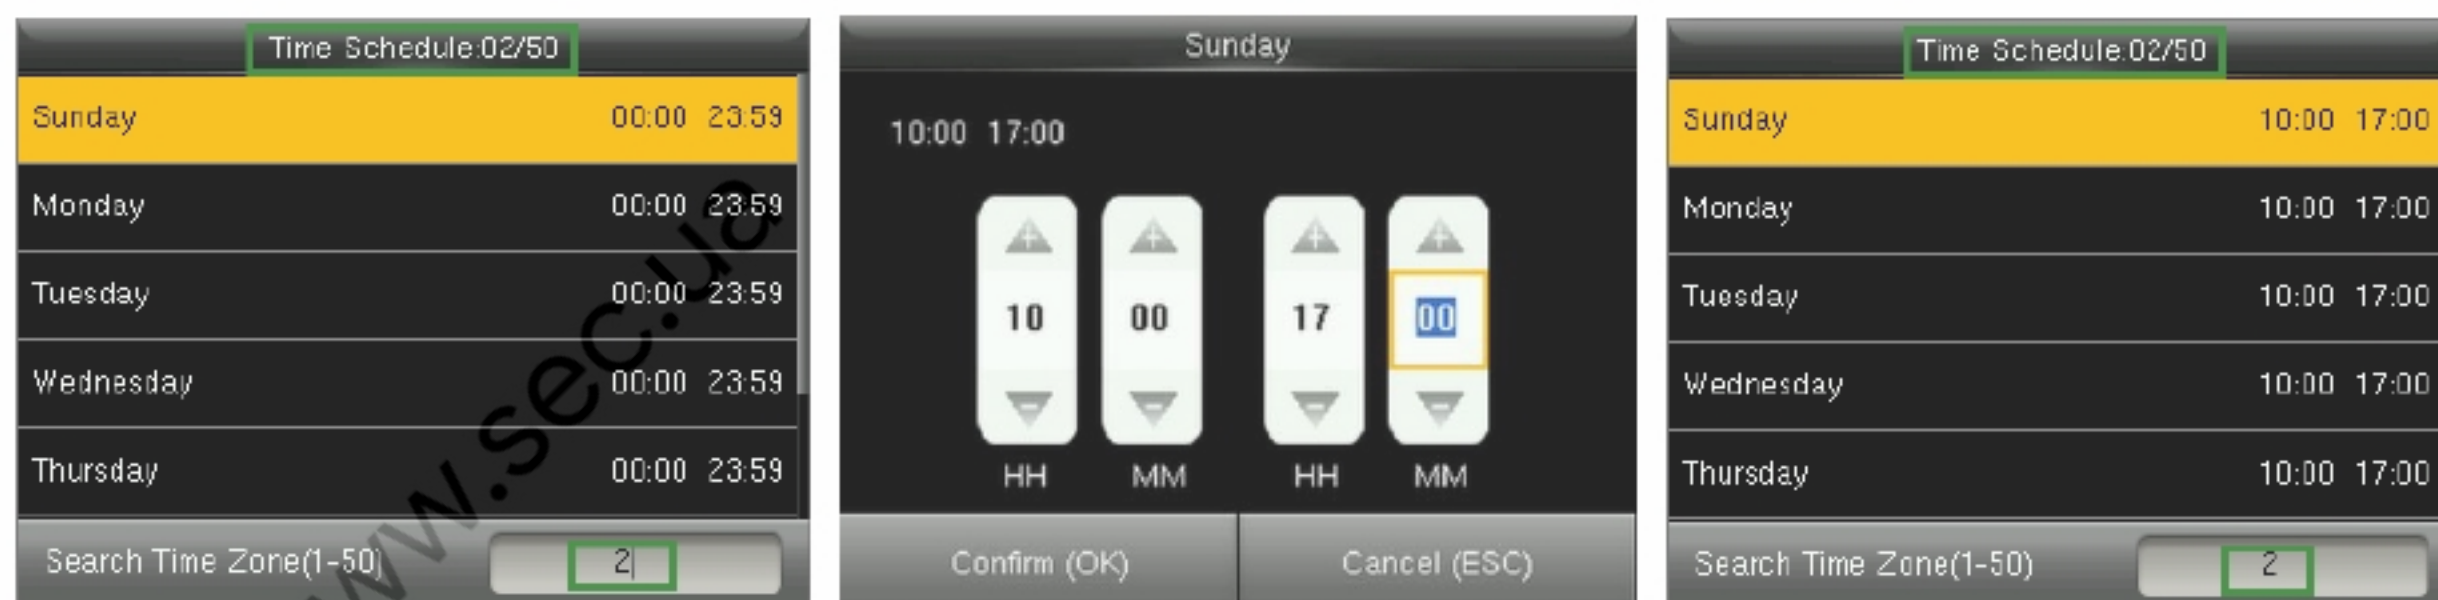 Time Schedule:02/50
Sunday 00:00 23:59
Monday 00:00 23:59
Tuesday 00:00 23:59
Wednesday 00:00 23:59
Thursday 00:00 23:59
Search Time Zone(1-50) 2
www.sec.ua
Sunday
10:00 17:00
10 00 17 00
HH MM HH MM
Confirm (OK) Cancel (ESC)
Time Schedule:02/50
Sunday 10:00 17:00
Monday 10:00 17:00
Tuesday 10:00 17:00
Wednesday 10:00 17:00
Thursday 10:00 17:00
Search Time Zone(1-50) 2